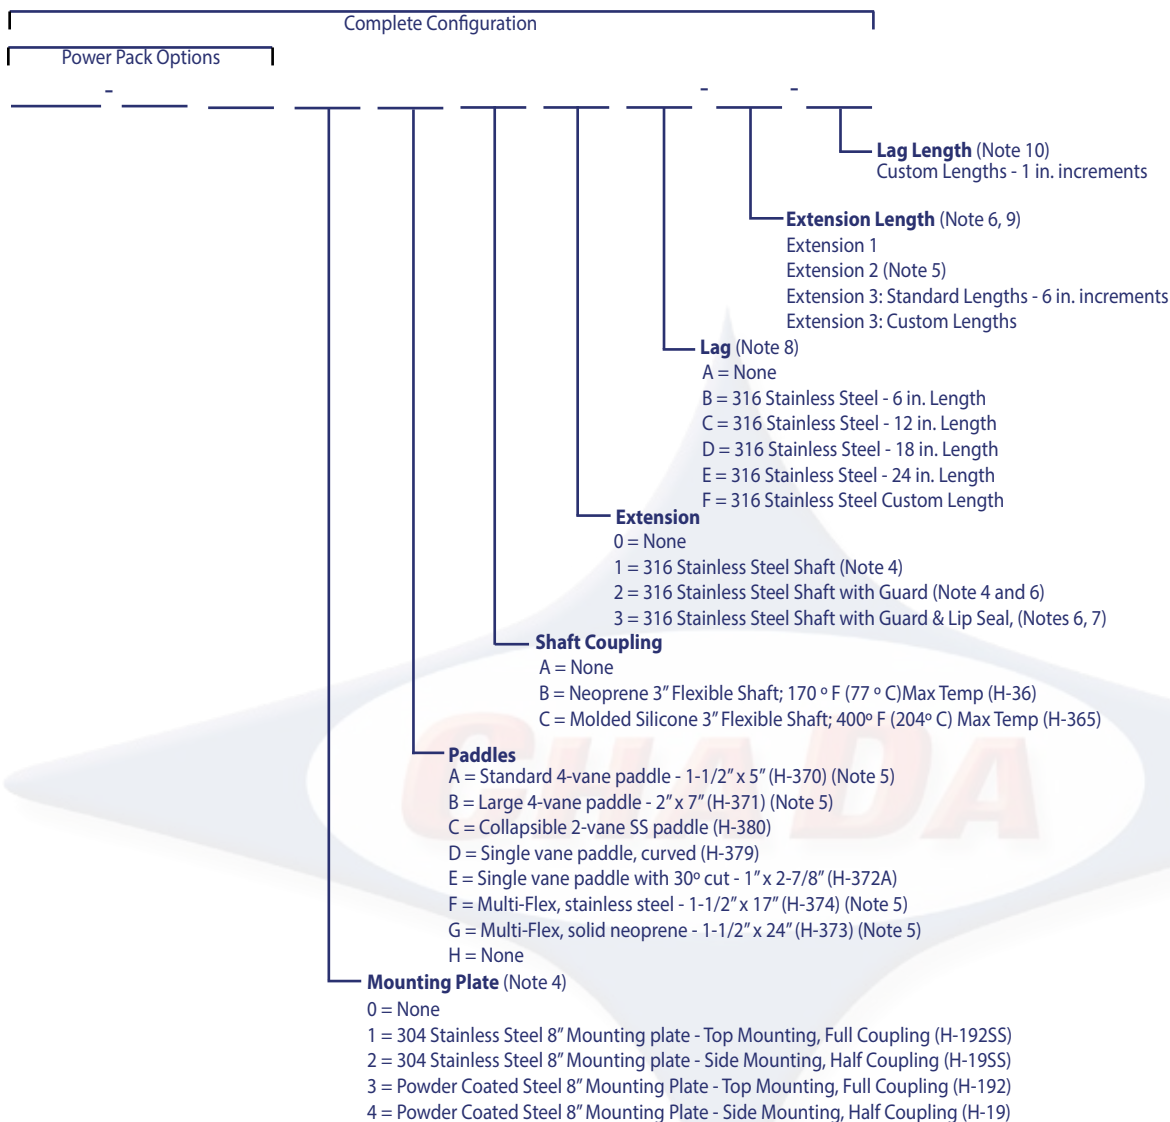 Complete Configuration
Power Pack Options
- - -
Lag Length (Note 10)
Custom Lengths - 1 in. increments
Extension Length (Note 6, 9)
Extension 1
Extension 2 (Note 5)
Extension 3: Standard Lengths - 6 in. increments
Extension 3: Custom Lengths
Lag (Note 8)
A = None
B = 316 Stainless Steel - 6 in. Length
C = 316 Stainless Steel - 12 in. Length
D = 316 Stainless Steel - 18 in. Length
E = 316 Stainless Steel - 24 in. Length
F = 316 Stainless Steel Custom Length
Extension
0 = None
1 = 316 Stainless Steel Shaft (Note 4)
2 = 316 Stainless Steel Shaft with Guard (Note 4 and 6)
3 = 316 Stainless Steel Shaft with Guard & Lip Seal, (Notes 6, 7)
Shaft Coupling
A = None
B = Neoprene 3” Flexible Shaft; 170 º F (77 º C)Max Temp (H-36)
C = Molded Silicone 3” Flexible Shaft; 400º F (204º C) Max Temp (H-365)
Paddles
A = Standard 4-vane paddle - 1-1/2” x 5” (H-370) (Note 5)
B = Large 4-vane paddle - 2” x 7” (H-371) (Note 5)
C = Collapsible 2-vane SS paddle (H-380)
D = Single vane paddle, curved (H-379)
E = Single vane paddle with 30º cut - 1” x 2-7/8” (H-372A)
F = Multi-Flex, stainless steel - 1-1/2” x 17” (H-374) (Note 5)
G = Multi-Flex, solid neoprene - 1-1/2” x 24” (H-373) (Note 5)
H = None
Mounting Plate (Note 4)
0 = None
1 = 304 Stainless Steel 8” Mounting plate - Top Mounting, Full Coupling (H-192SS)
2 = 304 Stainless Steel 8” Mounting plate - Side Mounting, Half Coupling (H-19SS)
3 = Powder Coated Steel 8” Mounting Plate - Top Mounting, Full Coupling (H-192)
4 = Powder Coated Steel 8” Mounting Plate - Side Mounting, Half Coupling (H-19)
GHADA